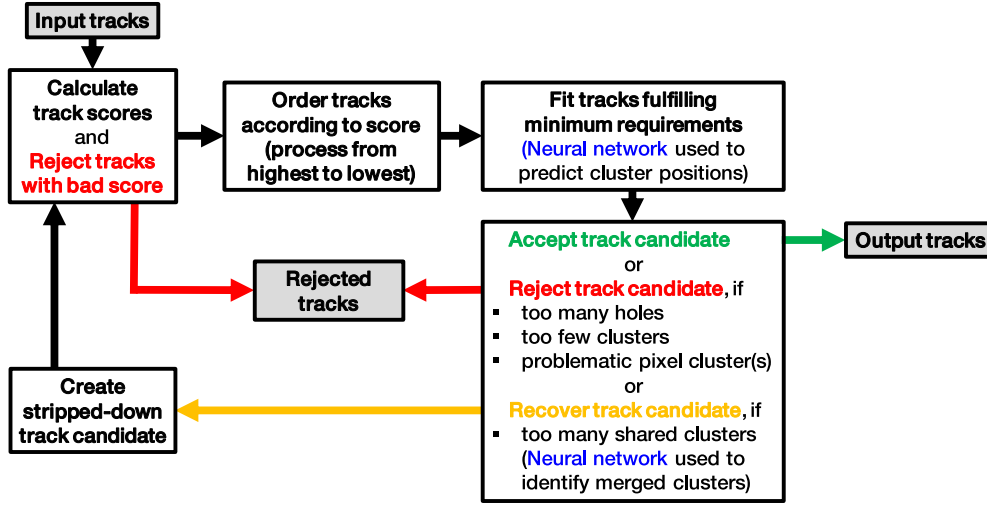 Input tracks
Calculate
track scores
and
Reject tracks
with bad score
Order tracks
according to score
(process from
highest to lowest)
Fit tracks fulfilling
minimum requirements
(Neural network used to
predict cluster positions)
Accept track candidate
or
Reject track candidate, if
▪ too many holes
▪ too few clusters
▪ problematic pixel cluster(s)
or
Recover track candidate, if
▪ too many shared clusters
(Neural network used to
identify merged clusters)
Output tracks
Rejected
tracks
Create
stripped-down
track candidate